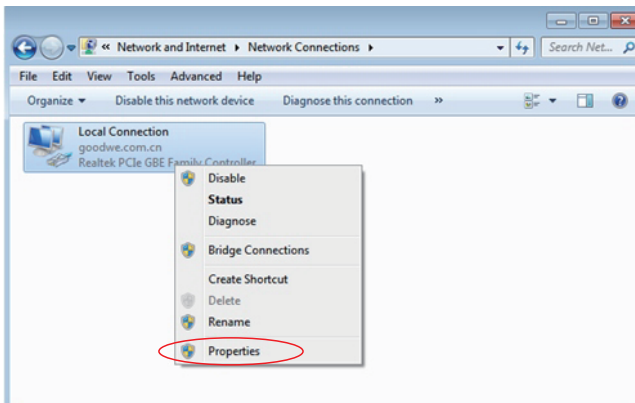 « Network and Internet ▸ Network Connections ▸
Search Net...
File Edit View Tools Advanced Help
Organize ▾ Disable this network device Diagnose this connection »
Local Connection
goodwe.com.cn
Realtek PCIe GBE Family Controller
Disable
Status
Diagnose
Bridge Connections
Create Shortcut
Delete
Rename
Properties